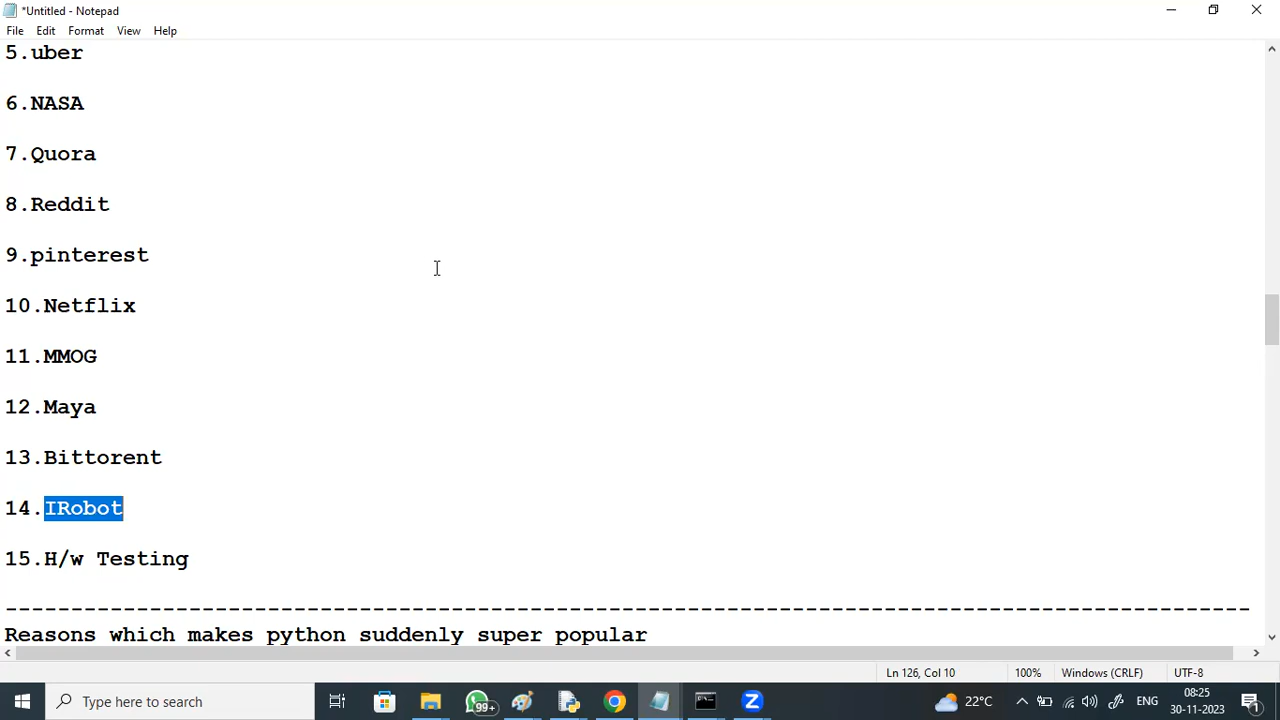 *Untitled - Notepad
File Edit Format View Help
5.uber
6.NASA
7.Quora
8.Reddit
9.pinterest
10.Netflix
11.MMOG
12.Maya
13.Bittorent
14.IRobot
15.H/w Testing
-----------------------------------------------------------------------------------------------
Reasons which makes python suddenly super popular
Ln 126, Col 10 100% Windows (CRLF) UTF-8
Type here to search 99+ 22°C ENG 08:25
30-11-2023 1